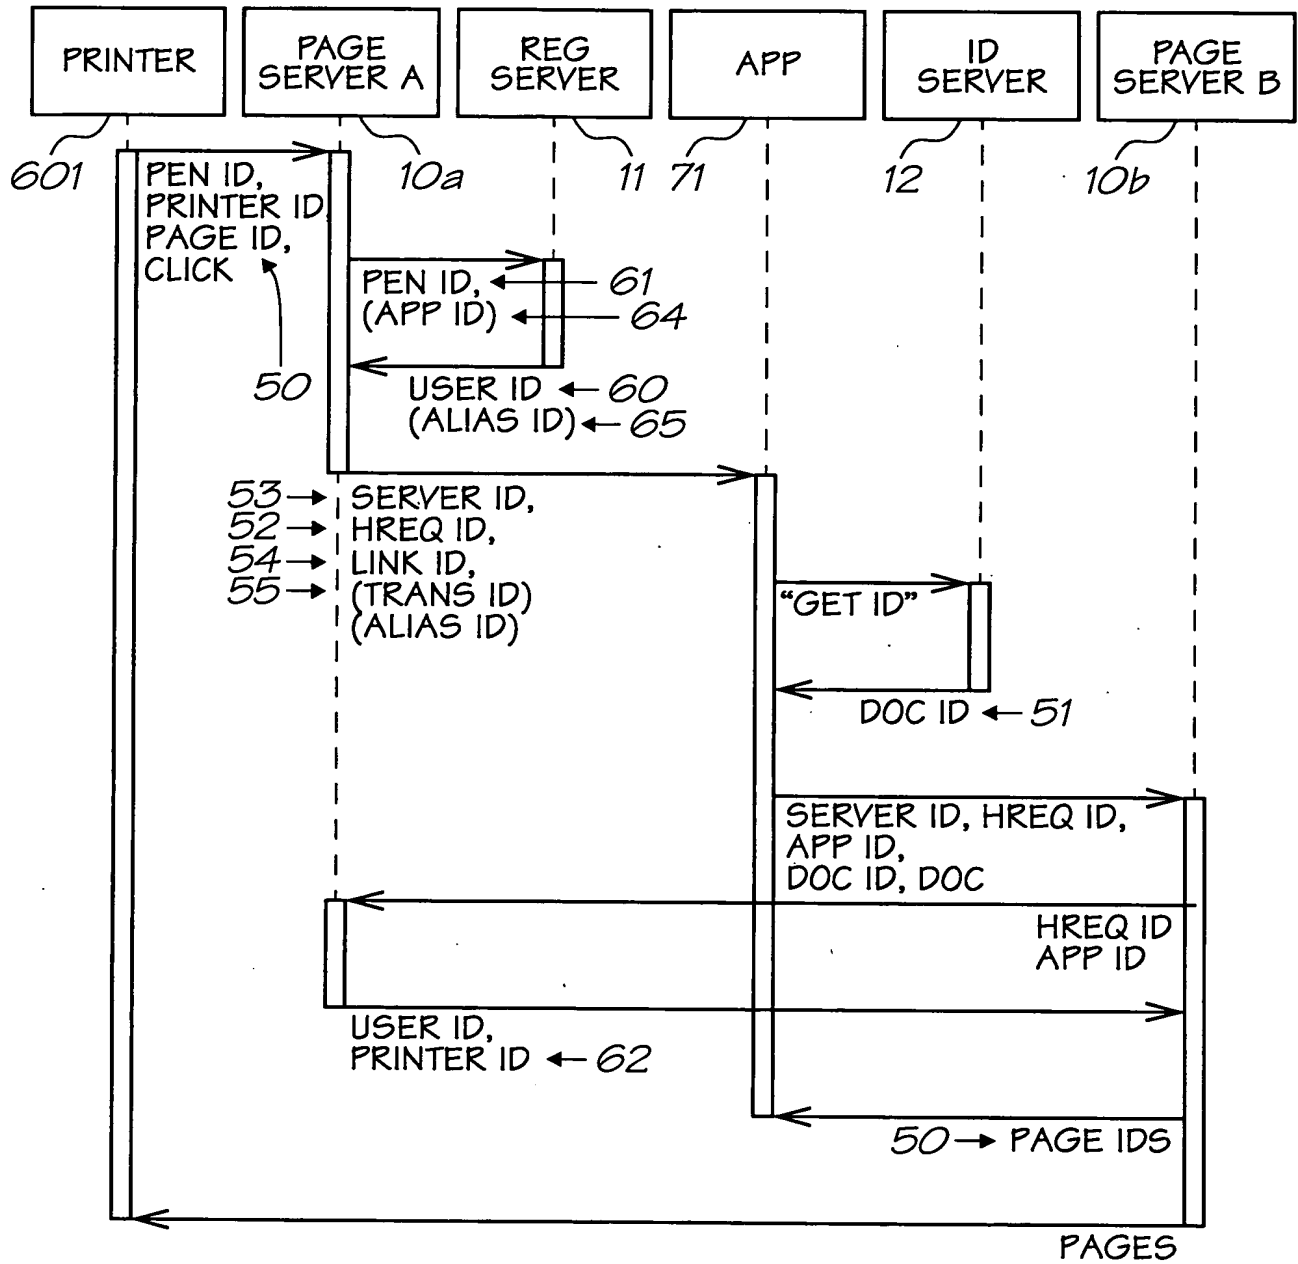 PRINTER
PAGE
SERVER A
REG
SERVER
APP
ID
SERVER
PAGE
SERVER B
601
10a
11
71
12
10b
PEN ID,
PRINTER ID
PAGE ID,
CLICK
50
PEN ID,
61
(APP ID)
64
USER ID
60
(ALIAS ID)
65
53
SERVER ID,
52
HREQ ID,
54
LINK ID,
55
(TRANS ID)
(ALIAS ID)
“GET ID”
DOC ID
51
SERVER ID, HREQ ID,
APP ID,
DOC ID, DOC
HREQ ID
APP ID
USER ID,
PRINTER ID
62
50
PAGE IDS
PAGES